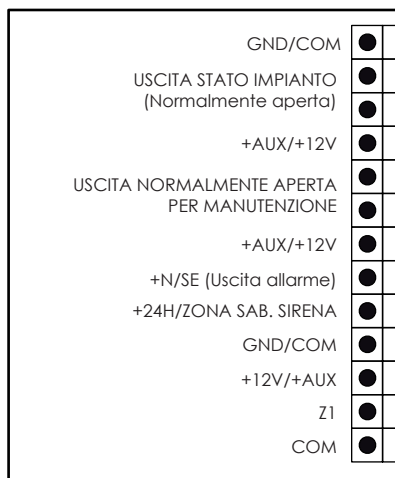 GND/COM
USCITA STATO IMPIANTO
(Normalmente aperta)
+AUX/+12V
USCITA NORMALMENTE APERTA
PER MANUTENZIONE
+AUX/+12V
+N/SE (Uscita allarme)
+24H/ZONA SAB. SIRENA
GND/COM
+12V/+AUX
Z1
COM